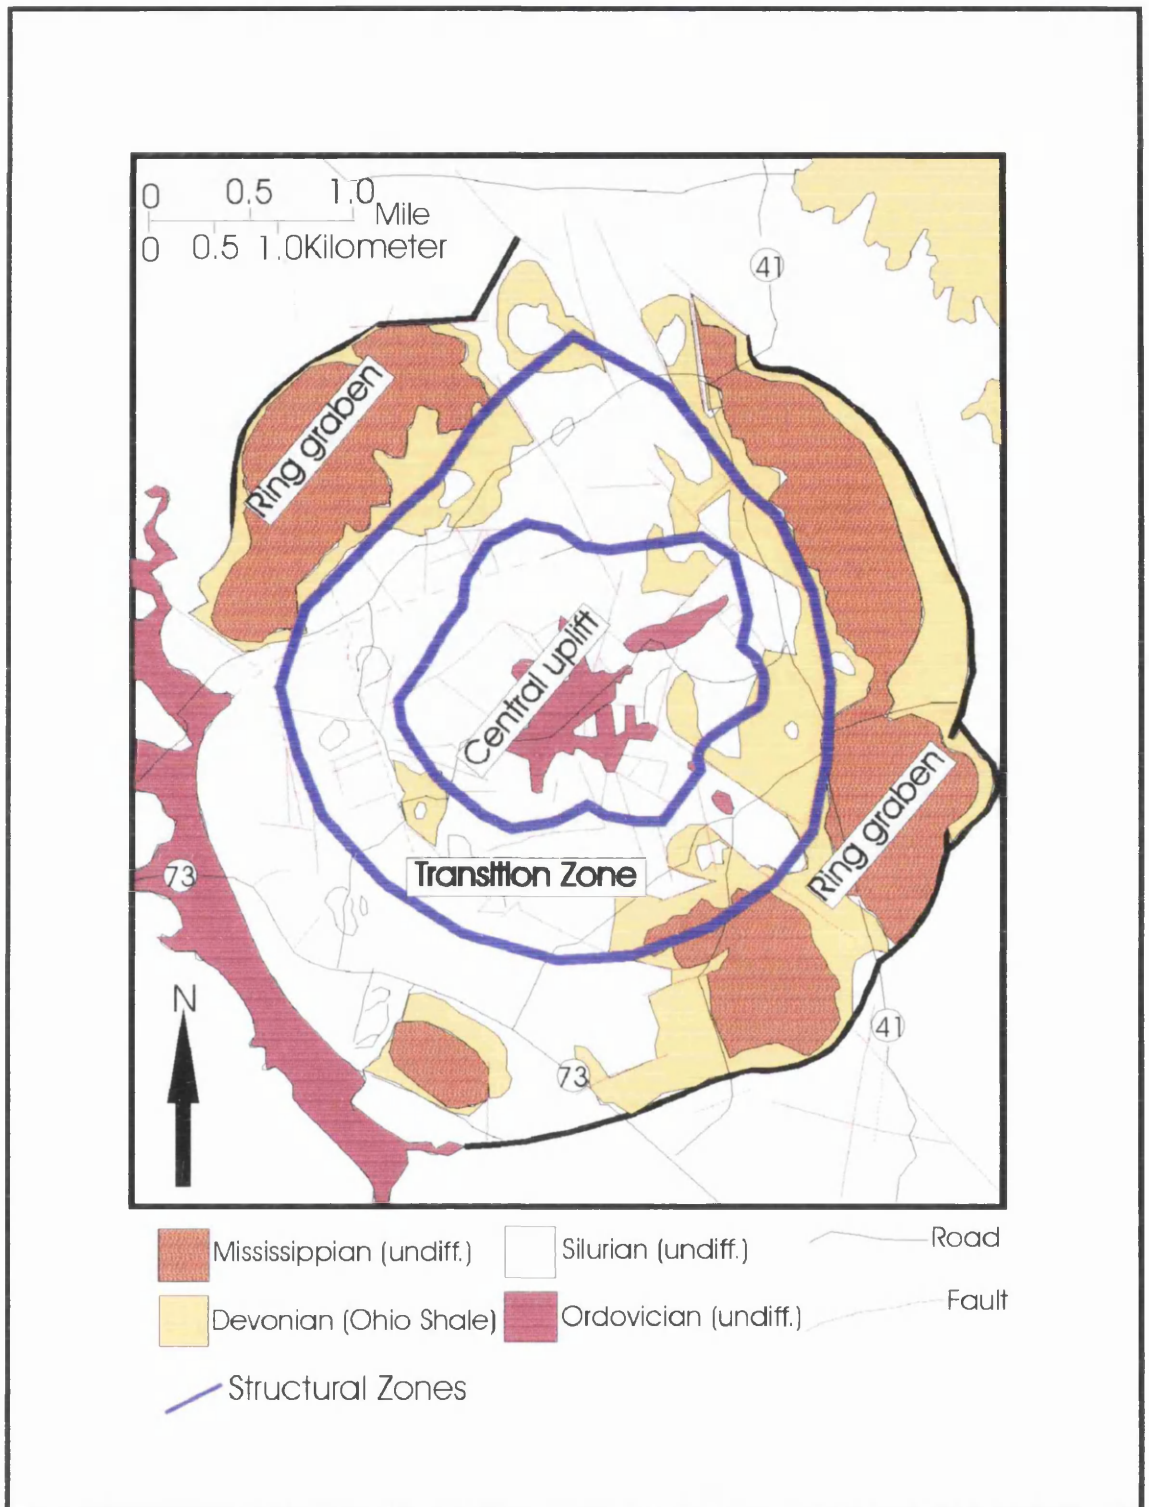 0 0.5 1.0
Mile
0 0.5 1.0Kilometer
41
Ring graben
Central uplift
Ring graben
Transition Zone
73
N
41
73
Mississippian (undiff.)
Silurian (undiff.)
Road
Devonian (Ohio Shale)
Ordovician (undiff.)
Fault
Structural Zones